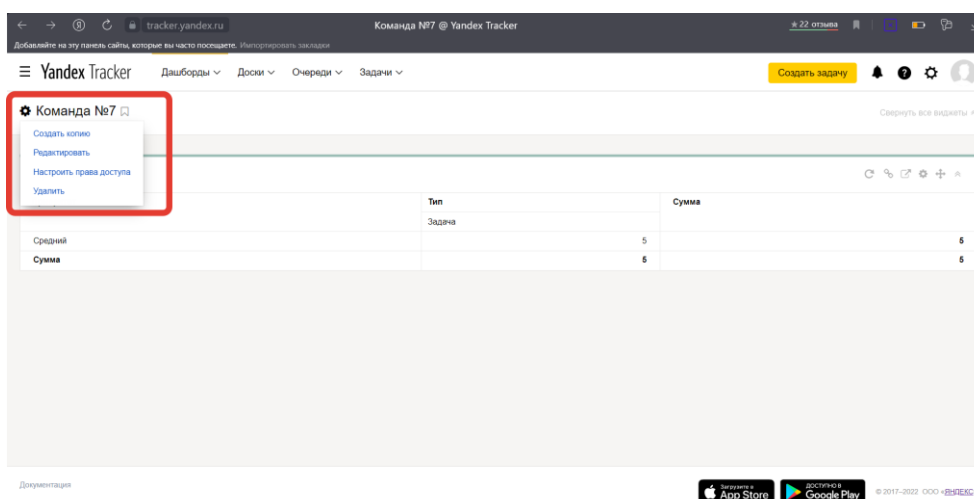 tracker.yandex.ru
Команда №7 @ Yandex Tracker
★22 отзыва
Добавляйте на эту панель сайты, которые вы часто посещаете. Импортировать закладки
Yandex Tracker
Дашборды
Доски
Очереди
Задачи
Создать задачу
Команда №7
Свернуть все виджеты
Создать копию
Редактировать
Настроить права доступа
Удалить
Тип
Сумма
Задача
Средний 5 5
Сумма 5 5
Документация
Загрузите в
App Store
ДОСТУПНО В
Google Play
© 2017–2022 ООО «ЯНДЕКС